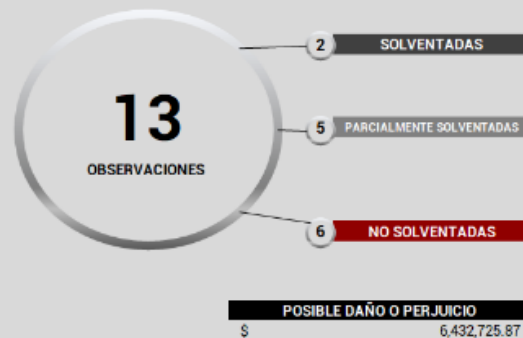 2 SOLVENTADAS
13
OBSERVACIONES
5 PARCIALMENTE SOLVENTADAS
6 NO SOLVENTADAS
POSIBLE DAÑO O PERJUICIO
$ 6,432,725.87